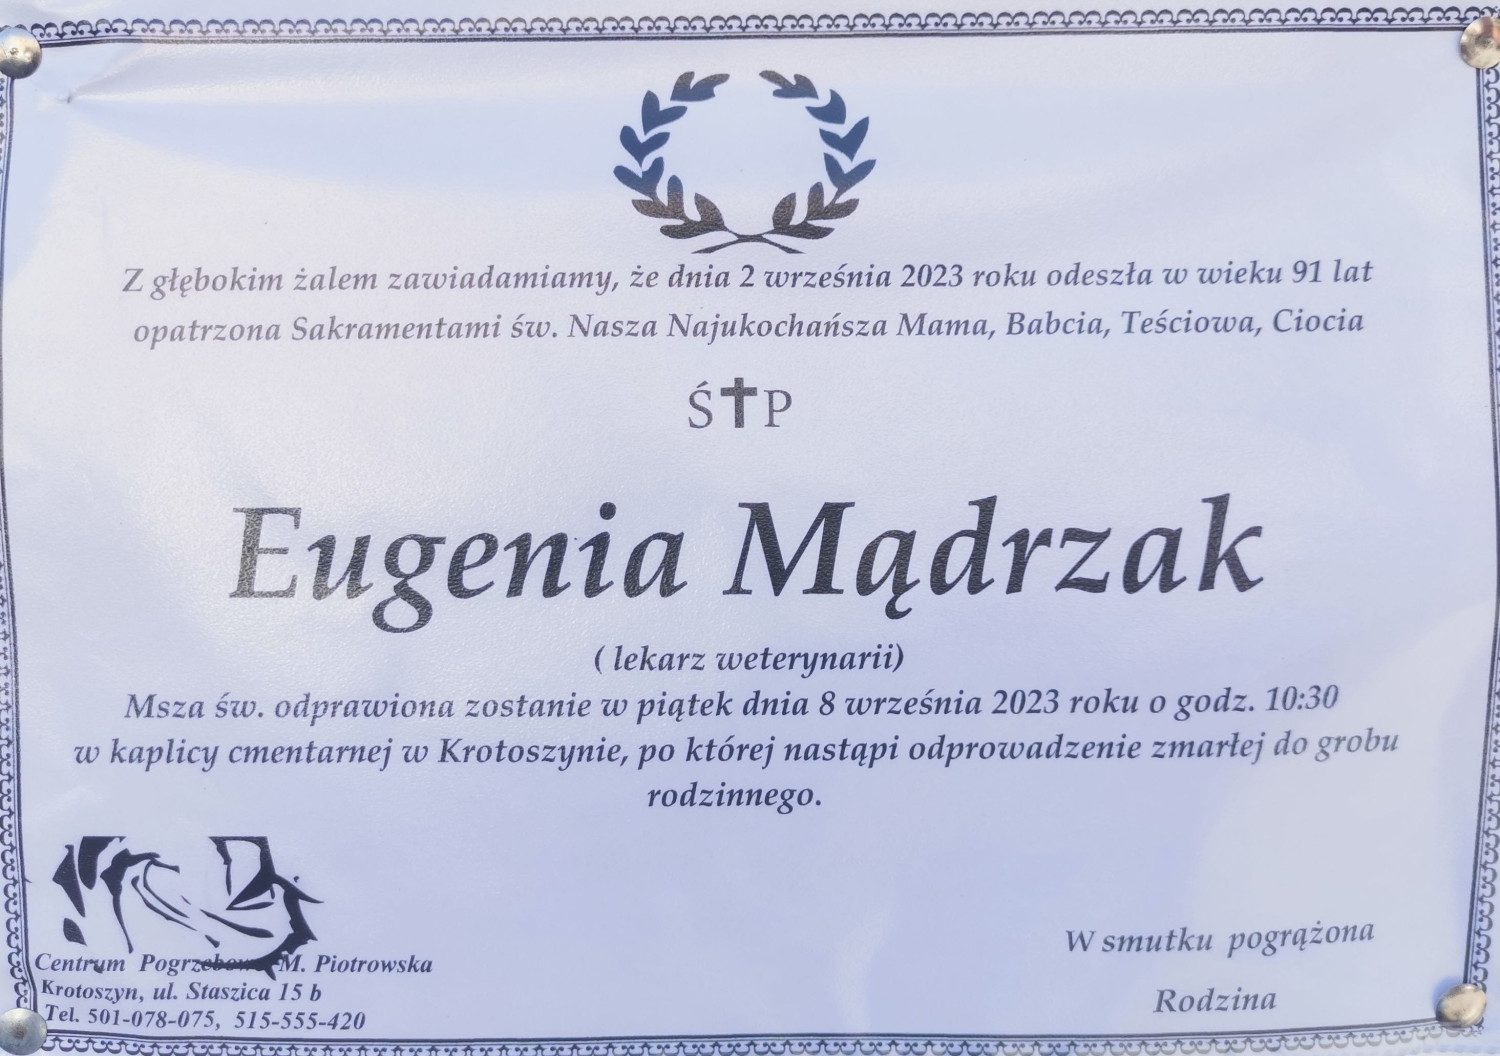 Z głębokim żalem zawiadamiamy, że dnia 2 września 2023 roku odeszła w wieku 91 lat
opatrzona Sakramentami św. Nasza Najukochańsza Mama, Babcia, Teściowa, Ciocia
Ś✝P
Eugenia Mądrzak
( lekarz weterynarii)
Msza św. odprawiona zostanie w piątek dnia 8 września 2023 roku o godz. 10:30
w kaplicy cmentarnej w Krotoszynie, po której nastąpi odprowadzenie zmarłej do grobu
rodzinnego.
Centrum Pogrzebowe M. Piotrowska
Krotoszyn, ul. Staszica 15 b
Tel. 501-078-075, 515-555-420
W smutku pogrążona
Rodzina